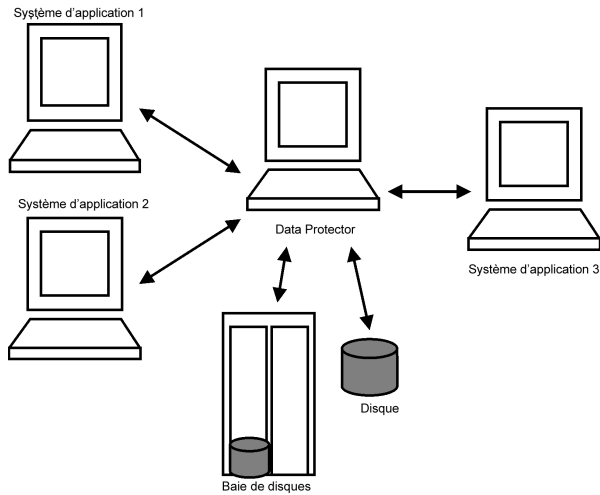 Système d'application 1
Système d'application 2
Data Protector
Système d'application 3
Disque
Baie de disques